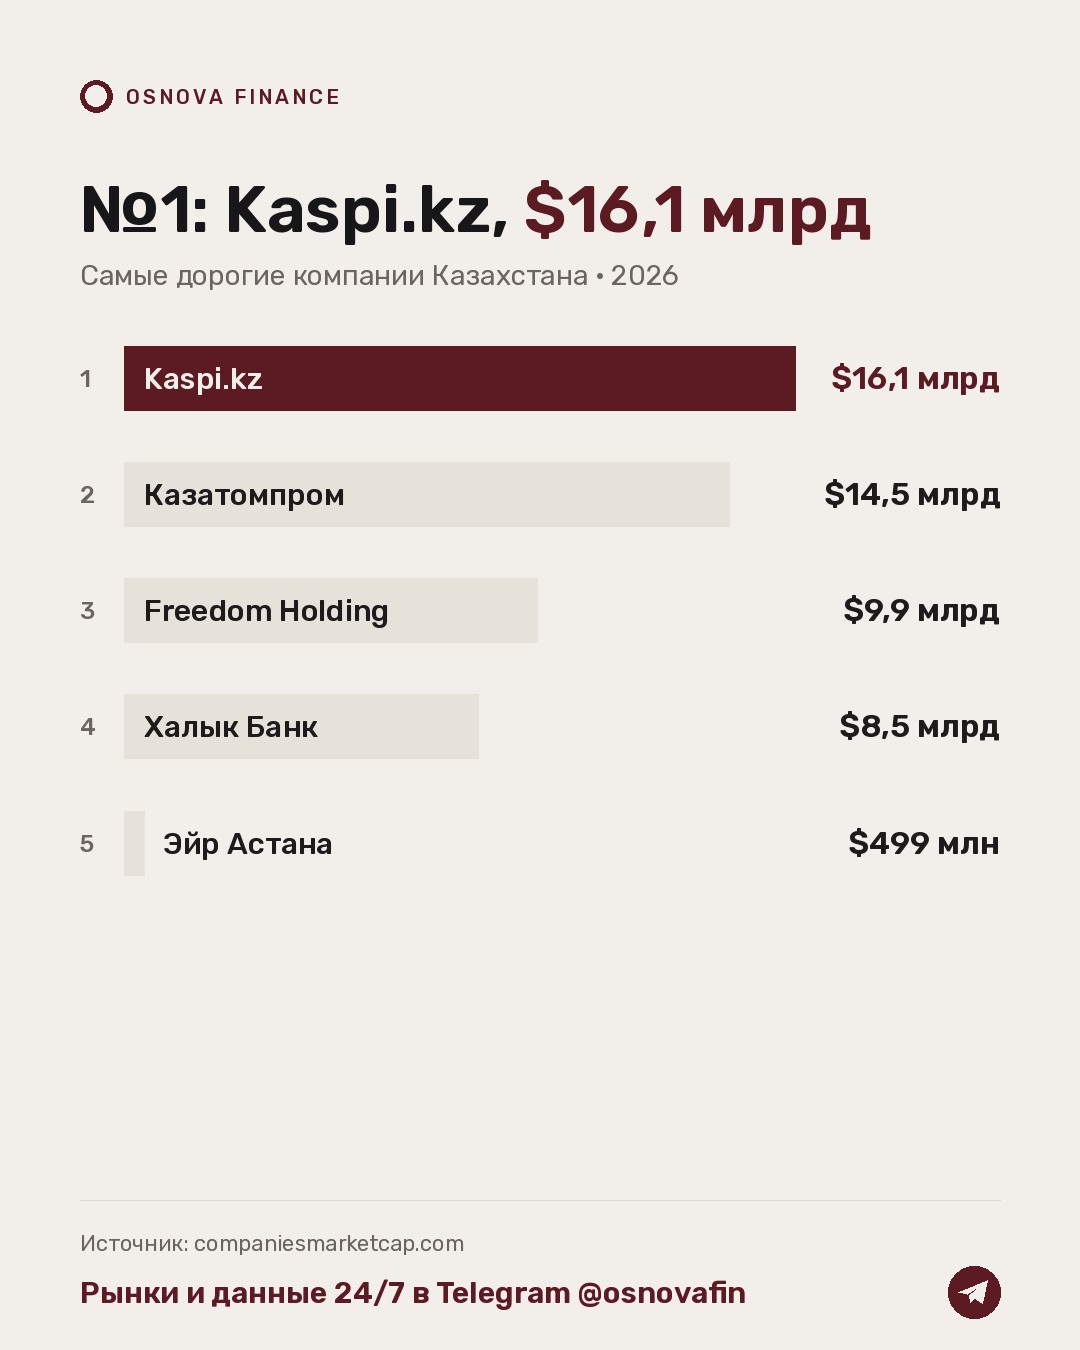 OSNOVA FINANCE
№1: Kaspi.kz, $16,1 млрд
Самые дорогие компании Казахстана • 2026
1 Kaspi.kz $16,1 млрд
2 Казатомпром $14,5 млрд
3 Freedom Holding $9,9 млрд
4 Халык Банк $8,5 млрд
5 Эйр Астана $499 млн
Источник: companiesmarketcap.com
Рынки и данные 24/7 в Telegram @osnovafin